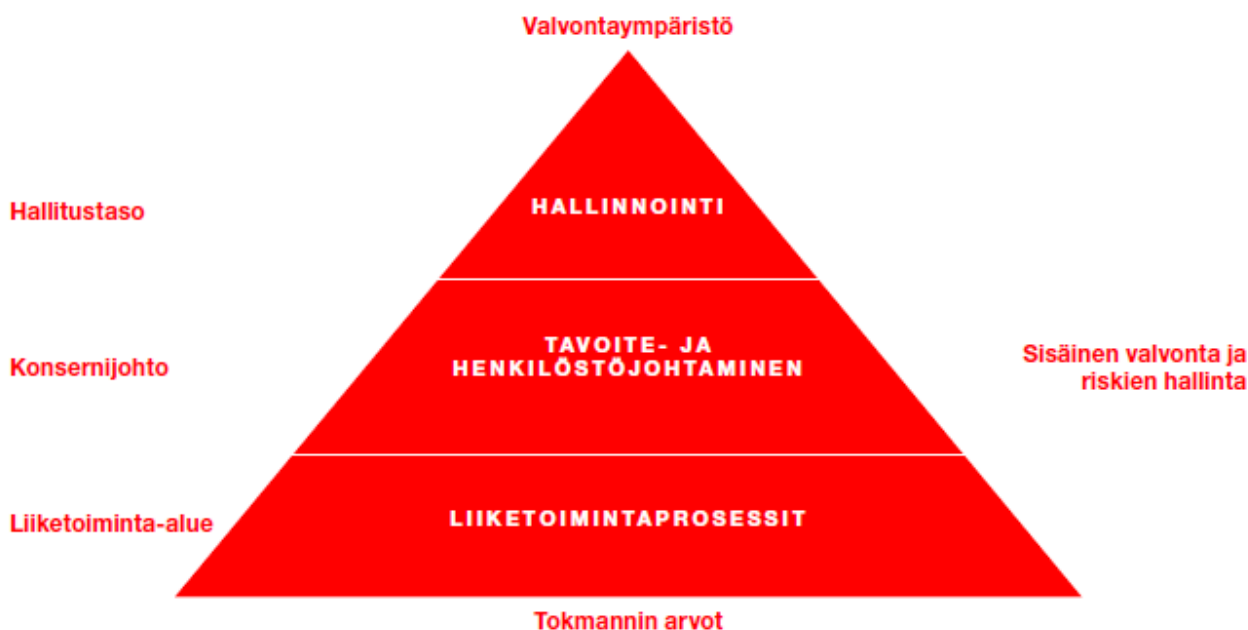 Valvontaympäristö
Hallitustaso
HALLINNOINTI
Konsernijohto
TAVOITE- JA
HENKILÖSTÖJOHTAMINEN
Sisäinen valvonta ja
riskien hallinta
Liiketoiminta-alue
LIIKETOIMINTAPROSESSIT
Tokmannin arvot